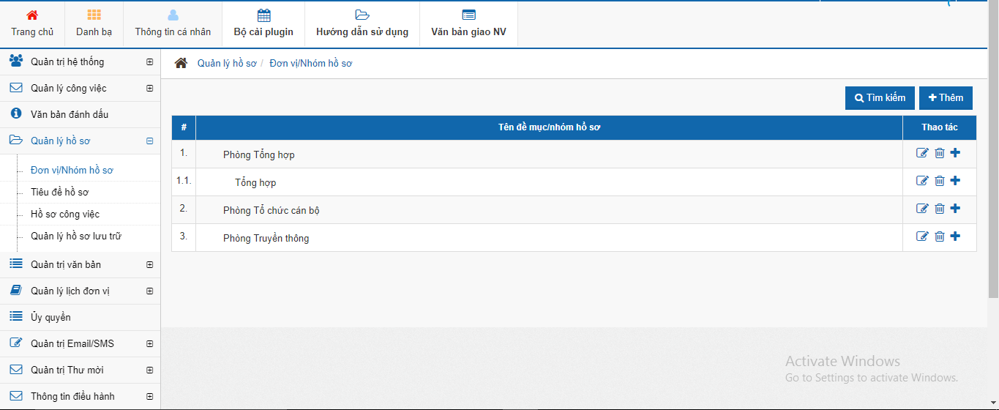 Trang chủ
Danh bạ
Thông tin cá nhân
Bộ cài plugin
Hướng dẫn sử dụng
Văn bản giao NV
Quản trị hệ thống
Quản lý công việc
Văn bản đánh dấu
Quản lý hồ sơ
Đơn vị/Nhóm hồ sơ
Tiêu đề hồ sơ
Hồ sơ công việc
Quản lý hồ sơ lưu trữ
Quản trị văn bản
Quản lý lịch đơn vị
Ủy quyền
Quản trị Email/SMS
Quản trị Thư mời
Thông tin điều hành
Quản lý hồ sơ / Đơn vị/Nhóm hồ sơ
Tìm kiếm
Thêm
# Tên đề mục/nhóm hồ sơ Thao tác
1. Phòng Tổng hợp
1.1. Tổng hợp
2. Phòng Tổ chức cán bộ
3. Phòng Truyền thông
Activate Windows
Go to Settings to activate Windows.